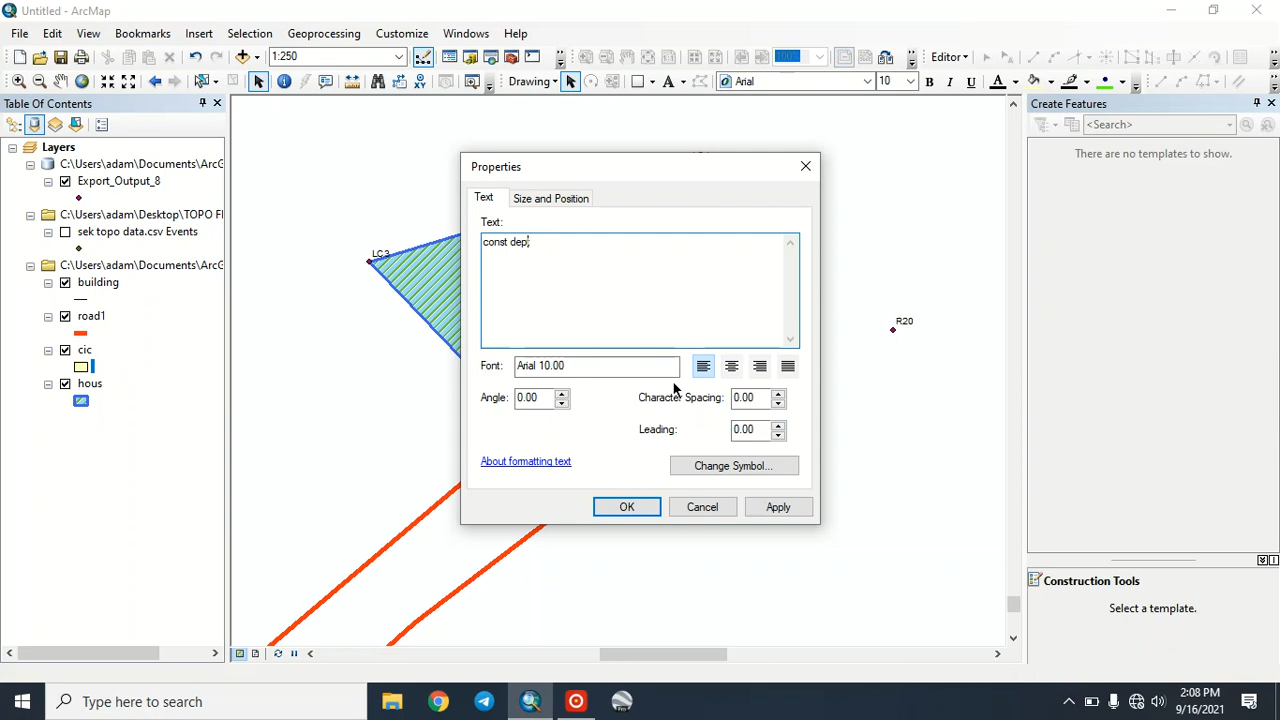 Untitled - ArcMap
File Edit View Bookmarks Insert Selection Geoprocessing Customize Windows Help
1:250
100%
Editor
Drawing
Arial
10
B I U A
Table Of Contents
Layers
C:\Users\adam\Documents\ArcG
Export_Output_8
C:\Users\adam\Desktop\TOPO FI
sek topo data.csv Events
C:\Users\adam\Documents\ArcG
building
road1
cic
hous
LC3
R20
Properties
Text
Size and Position
Text:
const dep;
Font:
Arial 10.00
Angle:
0.00
Character Spacing:
0.00
Leading:
0.00
About formatting text
Change Symbol...
OK
Cancel
Apply
Create Features
<Search>
There are no templates to show.
Construction Tools
Select a template.
Type here to search
2:08 PM
9/16/2021